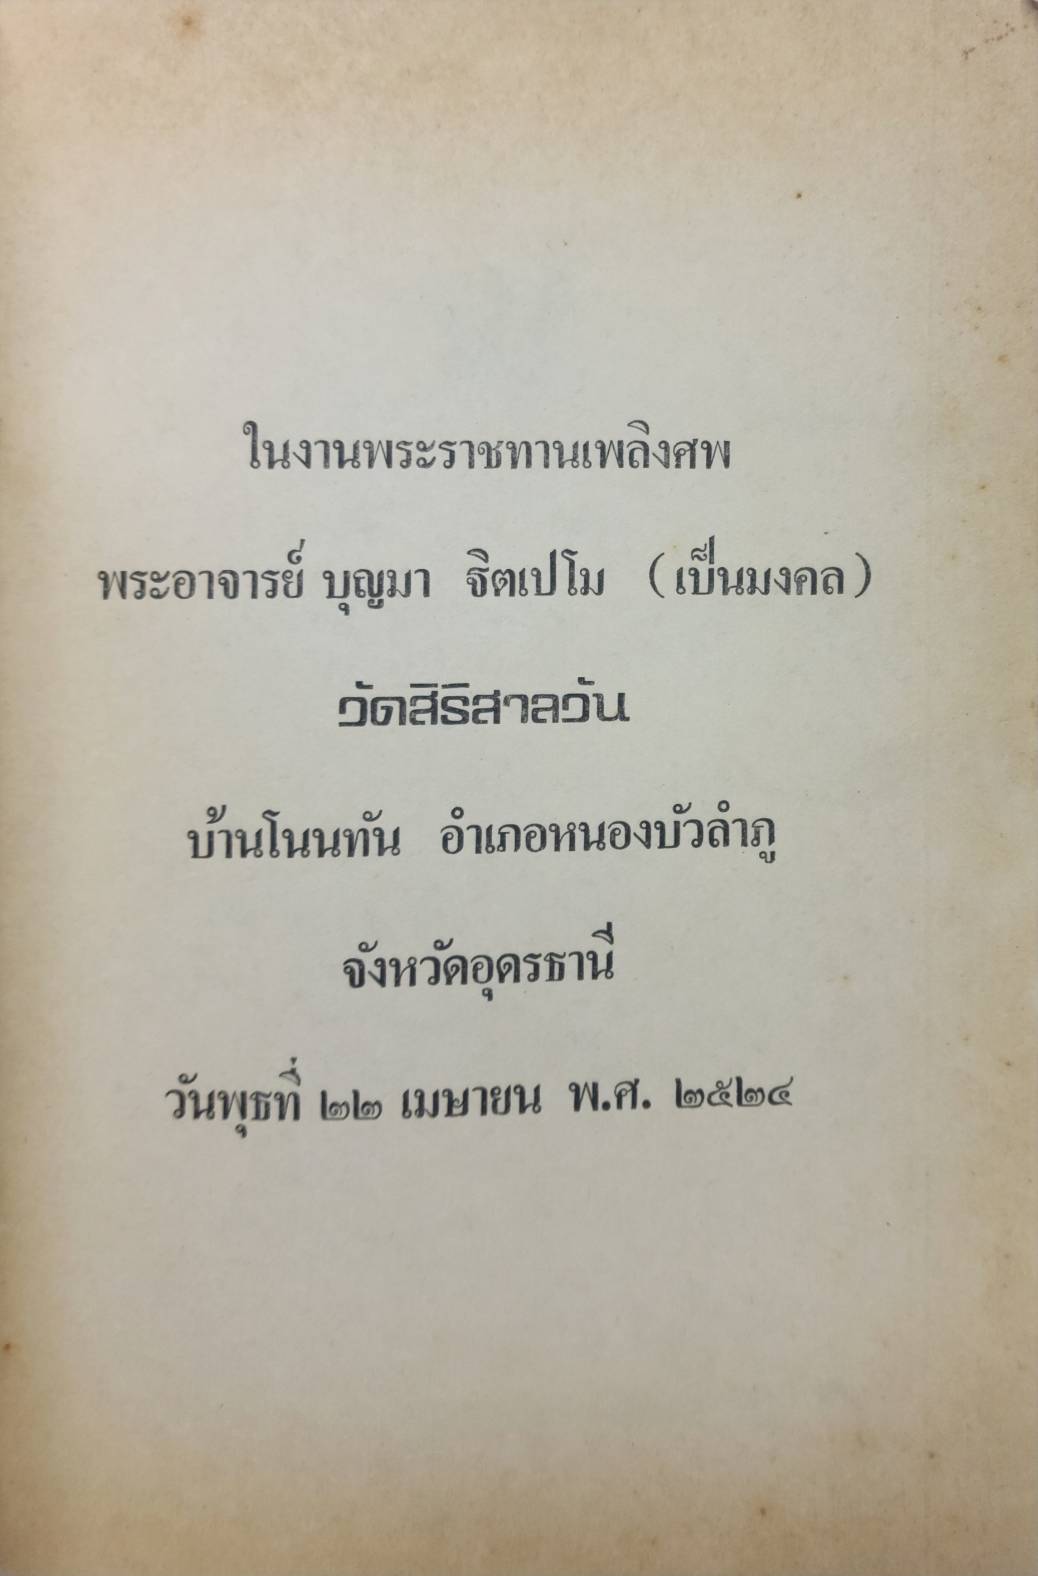 ในงานพระราชทานเพลิงศพ
พระอาจารย์ บุญมา ฐิตเปโม (เป็นมงคล)
วัดสิริสาลวัน
บ้านโนนทัน อำเภอหนองบัวลำภู
จังหวัดอุดรธานี
วันพุธที่ ๒๒ เมษายน พ.ศ. ๒๕๒๔